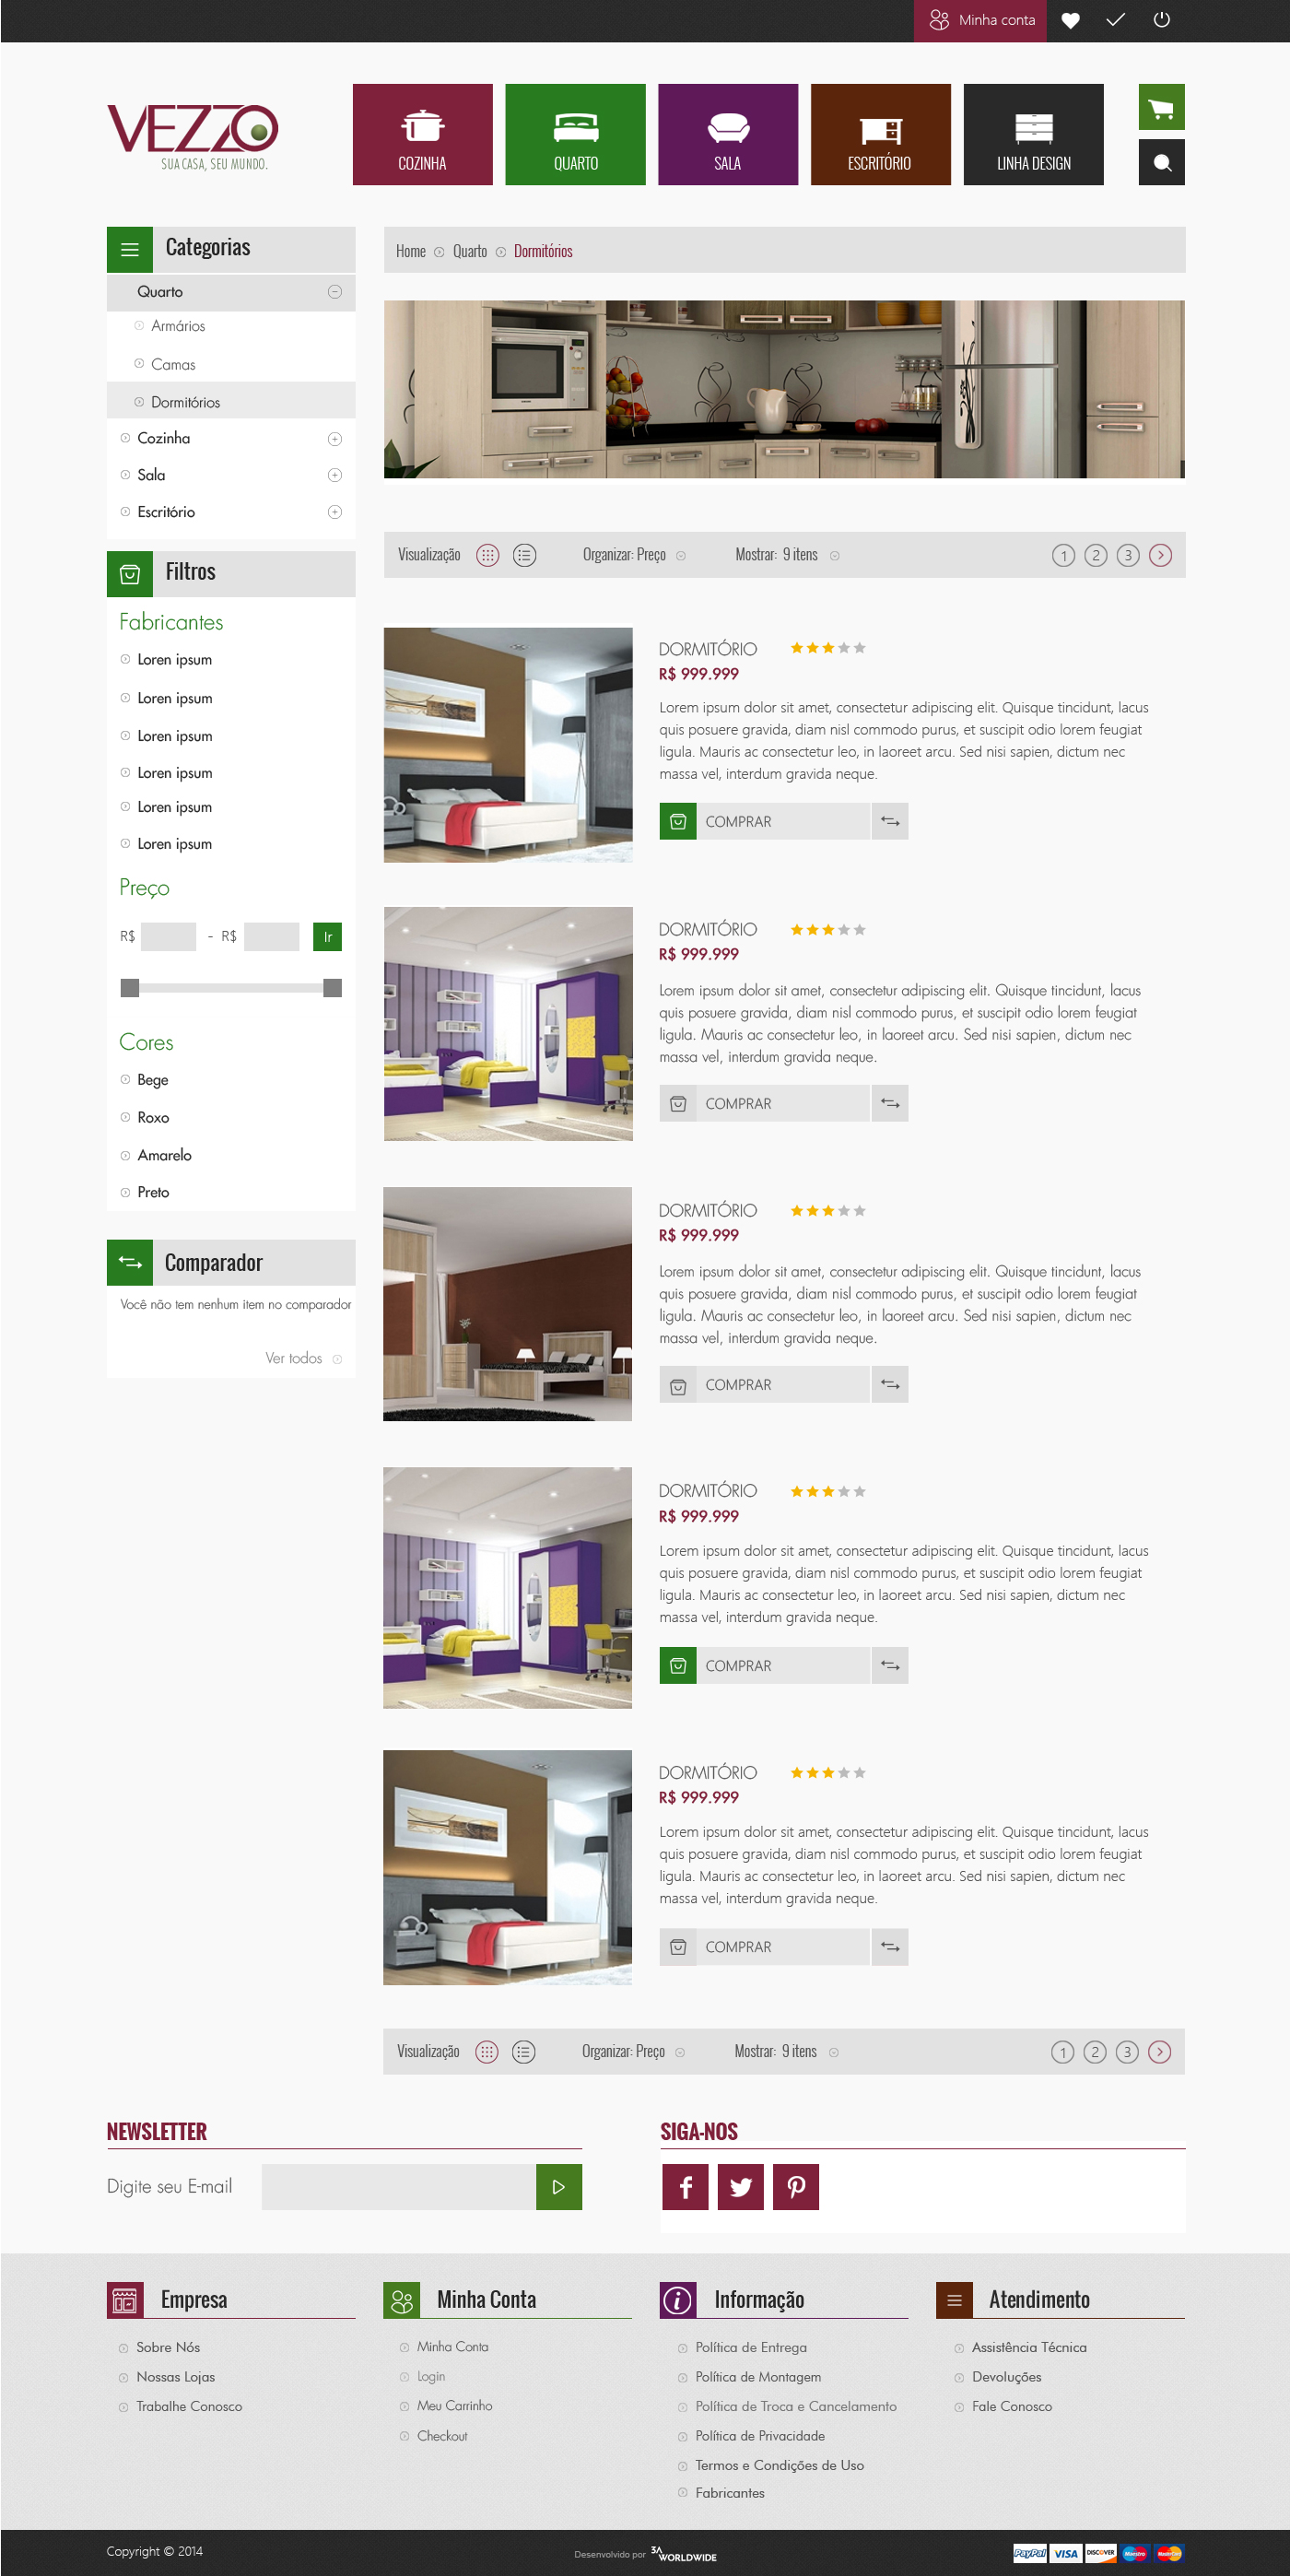 Minha conta
VEZZO
SUA CASA, SEU MUNDO.
COZINHA
QUARTO
SALA
ESCRITÓRIO
LINHA DESIGN
Categorias
Quarto
Armários
Camas
Dormitórios
Cozinha
Sala
Escritório
Filtros
Fabricantes
Loren ipsum
Loren ipsum
Loren ipsum
Loren ipsum
Loren ipsum
Loren ipsum
Preço
R$ - R$ Ir
Cores
Bege
Roxo
Amarelo
Preto
Comparador
Você não tem nenhum item no comparador
Ver todos
Home Quarto Dormitórios
Visualização Organizar: Preço Mostrar: 9 itens 1 2 3
DORMITÓRIO
R$ 999.999
Lorem ipsum dolor sit amet, consectetur adipiscing elit. Quisque tincidunt, lacus
quis posuere gravida, diam nisl commodo purus, et suscipit odio lorem feugiat
ligula. Mauris ac consectetur leo, in laoreet arcu. Sed nisi sapien, dictum nec
massa vel, interdum gravida neque.
COMPRAR
DORMITÓRIO
R$ 999.999
Lorem ipsum dolor sit amet, consectetur adipiscing elit. Quisque tincidunt, lacus
quis posuere gravida, diam nisl commodo purus, et suscipit odio lorem feugiat
ligula. Mauris ac consectetur leo, in laoreet arcu. Sed nisi sapien, dictum nec
massa vel, interdum gravida neque.
COMPRAR
DORMITÓRIO
R$ 999.999
Lorem ipsum dolor sit amet, consectetur adipiscing elit. Quisque tincidunt, lacus
quis posuere gravida, diam nisl commodo purus, et suscipit odio lorem feugiat
ligula. Mauris ac consectetur leo, in laoreet arcu. Sed nisi sapien, dictum nec
massa vel, interdum gravida neque.
COMPRAR
DORMITÓRIO
R$ 999.999
Lorem ipsum dolor sit amet, consectetur adipiscing elit. Quisque tincidunt, lacus
quis posuere gravida, diam nisl commodo purus, et suscipit odio lorem feugiat
ligula. Mauris ac consectetur leo, in laoreet arcu. Sed nisi sapien, dictum nec
massa vel, interdum gravida neque.
COMPRAR
DORMITÓRIO
R$ 999.999
Lorem ipsum dolor sit amet, consectetur adipiscing elit. Quisque tincidunt, lacus
quis posuere gravida, diam nisl commodo purus, et suscipit odio lorem feugiat
ligula. Mauris ac consectetur leo, in laoreet arcu. Sed nisi sapien, dictum nec
massa vel, interdum gravida neque.
COMPRAR
Visualização Organizar: Preço Mostrar: 9 itens 1 2 3
NEWSLETTER
Digite seu E-mail
SIGA-NOS
Empresa
Sobre Nós
Nossas Lojas
Trabalhe Conosco
Minha Conta
Minha Conta
Login
Meu Carrinho
Checkout
Informação
Política de Entrega
Política de Montagem
Política de Troca e Cancelamento
Política de Privacidade
Termos e Condições de Uso
Fabricantes
Atendimento
Assistência Técnica
Devoluções
Fale Conosco
Copyright © 2014
Desenvolvido por 3A WORLDWIDE
PayPal VISA DISCOVER Maestro MasterCard